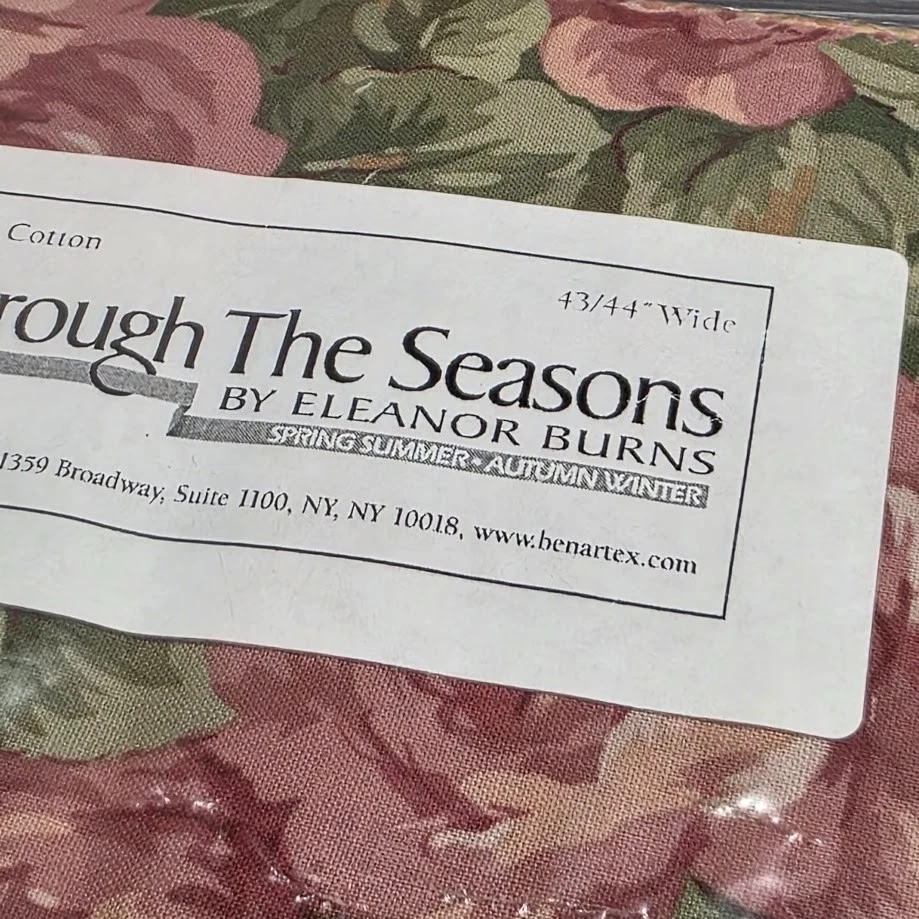 Cotton
43/44" Wide
rough The Seasons
BY ELEANOR BURNS
SPRING SUMMER · AUTUMN WINTER
1359 Broadway, Suite 1100, NY, NY 10018, www.benartex.com